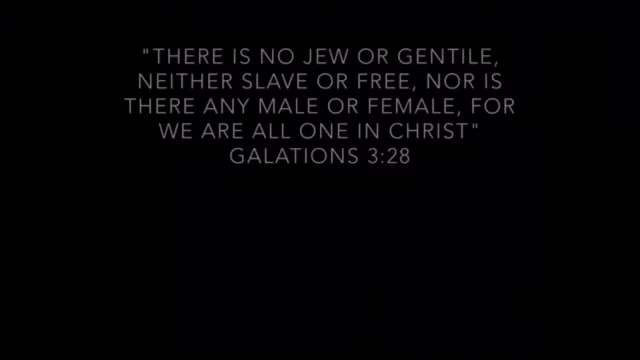 "THERE IS NO JEW OR GENTILE,
NEITHER SLAVE OR FREE, NOR IS
THERE ANY MALE OR FEMALE, FOR
WE ARE ALL ONE IN CHRIST"
GALATIONS 3:28